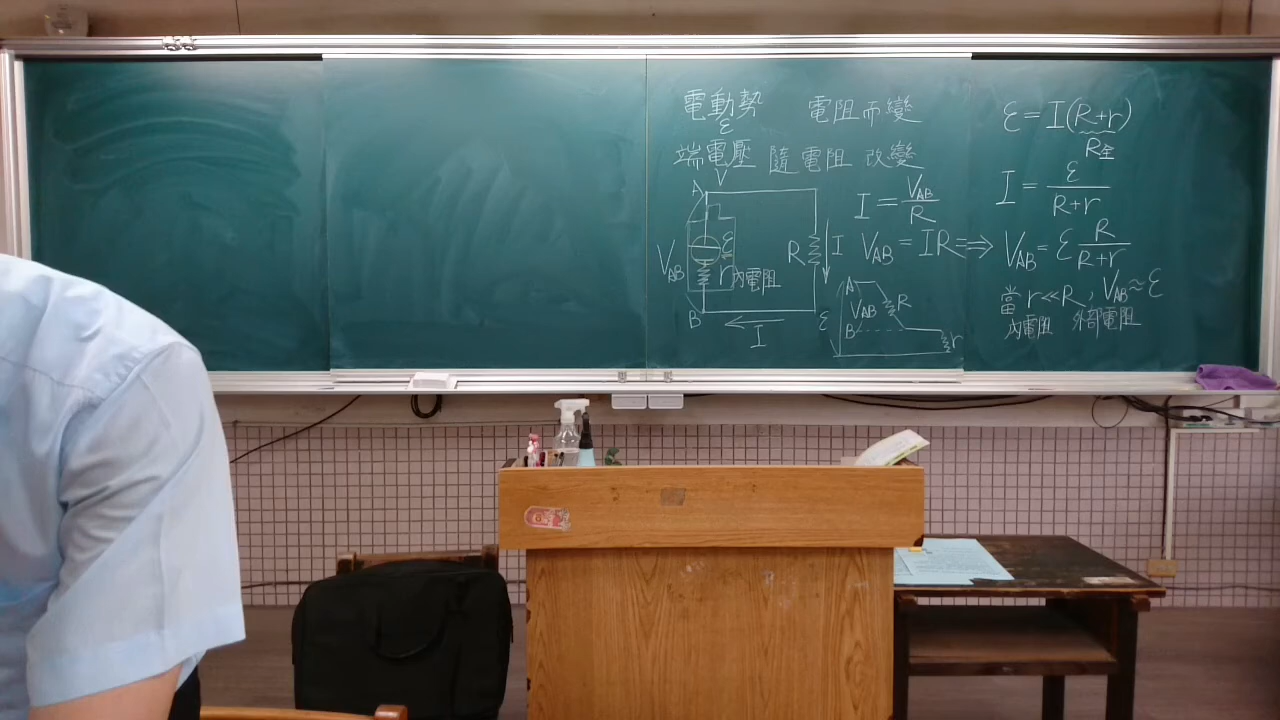 電動勢 電阻而變
ε
端電壓 隨電阻 改變
V
A
I = V_AB / R
V_AB = IR ⇒
V_AB
ε
r 內電阻
R
I
B
I
A
V_AB
R
B
ε
r
ε = I(R+r)
R全
I = ε / (R+r)
V_AB = ε R / (R+r)
當 r ≪ R, V_AB ≈ ε
內電阻 外部電阻